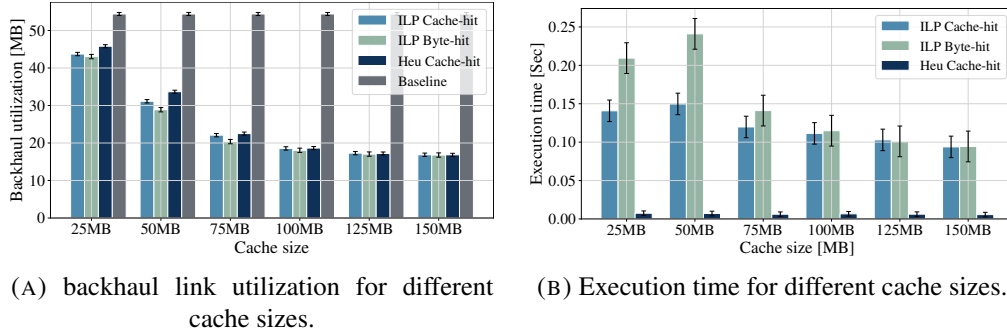 ILP Cache-hit
ILP Byte-hit
Heu Cache-hit
Baseline
Backhaul utilization [MB]
50
40
30
20
10
0
25MB 50MB 75MB 100MB 125MB 150MB
Cache size
(A) backhaul link utilization for different
cache sizes.
ILP Cache-hit
ILP Byte-hit
Heu Cache-hit
Execution time [Sec]
0.25
0.20
0.15
0.10
0.05
0.00
25MB 50MB 75MB 100MB 125MB 150MB
Cache size [MB]
(B) Execution time for different cache sizes.